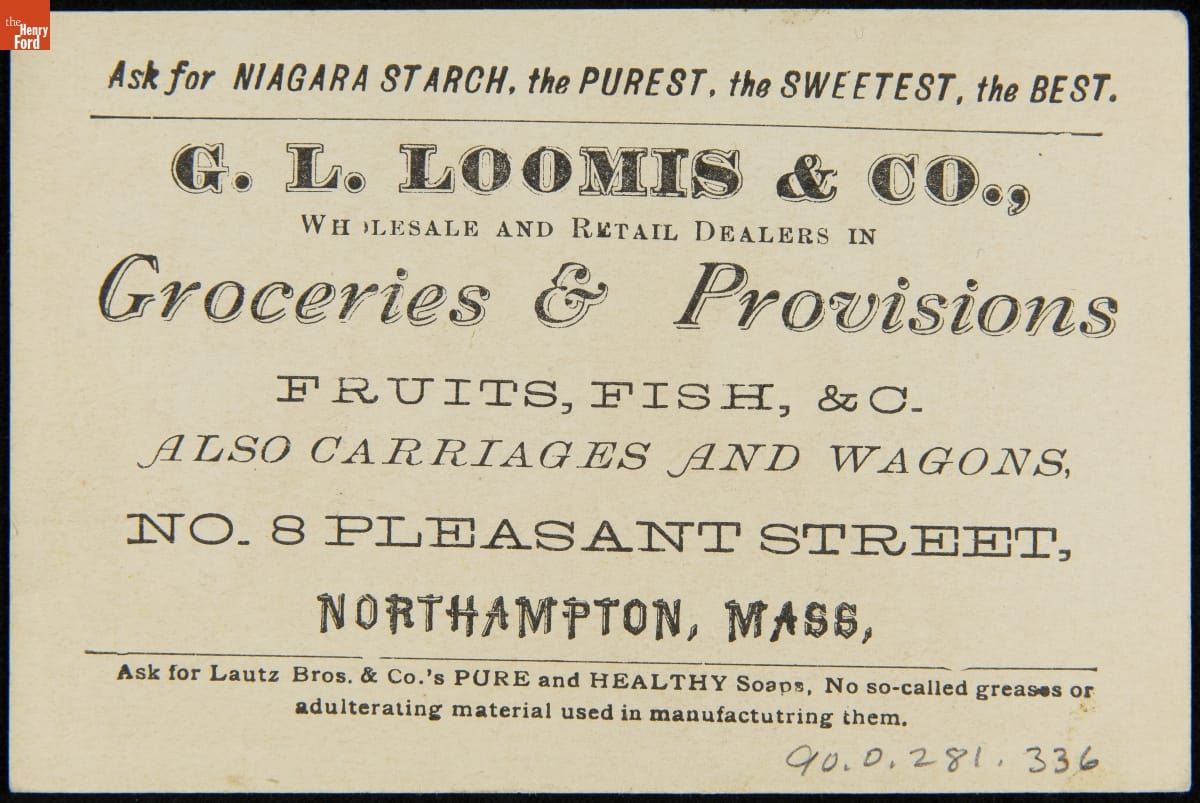 the
Henry
Ford
Ask for NIAGARA STARCH, the PUREST, the SWEETEST, the BEST.
G. L. LOOMIS & CO.,
WHOLESALE AND RETAIL DEALERS IN
Groceries & Provisions
FRUITS, FISH, &C.
ALSO CARRIAGES AND WAGONS,
NO. 8 PLEASANT STREET,
NORTHAMPTON, MASS,
Ask for Lautz Bros. & Co.'s PURE and HEALTHY Soaps, No so-called greases or
adulterating material used in manufactutring them.
90.0.281.336